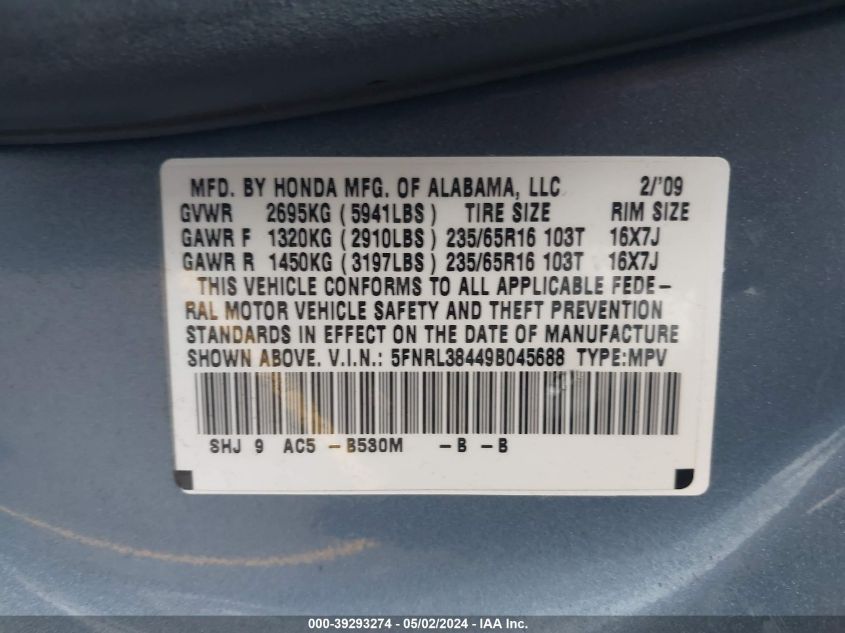 MFD. BY HONDA MFG. OF ALABAMA, LLC 2/'09
GVWR 2695KG (5941LBS) TIRE SIZE RIM SIZE
GAWR F 1320KG (2910LBS) 235/65R16 103T 16X7J
GAWR R 1450KG (3197LBS) 235/65R16 103T 16X7J
THIS VEHICLE CONFORMS TO ALL APPLICABLE FEDE-
RAL MOTOR VEHICLE SAFETY AND THEFT PREVENTION
STANDARDS IN EFFECT ON THE DATE OF MANUFACTURE
SHOWN ABOVE. V.I.N.: 5FNRL38449B045688 TYPE:MPV
SHJ 9 AC5 -B530M -B -B
000-39293274 - 05/02/2024 - IAA Inc.